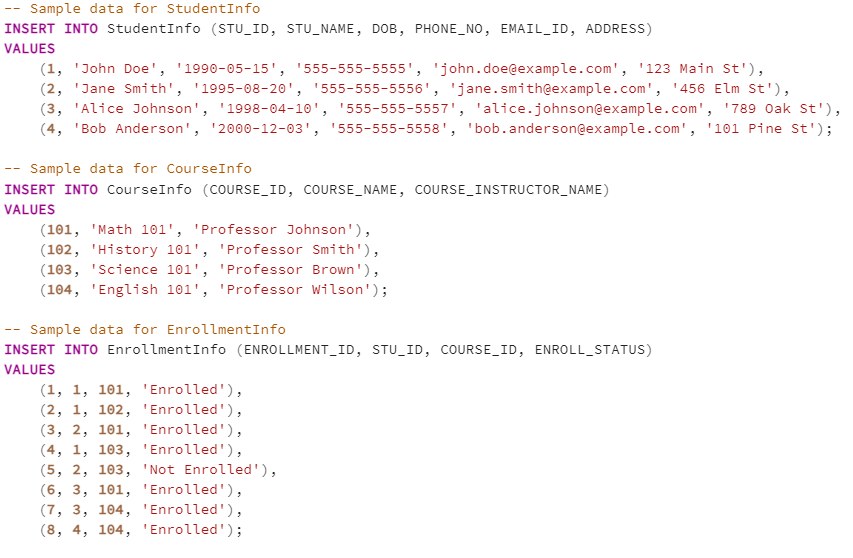 -- Sample data for StudentInfo
INSERT INTO StudentInfo (STU_ID, STU_NAME, DOB, PHONE_NO, EMAIL_ID, ADDRESS)
VALUES
    (1, 'John Doe', '1990-05-15', '555-555-5555', 'john.doe@example.com', '123 Main St'),
    (2, 'Jane Smith', '1995-08-20', '555-555-5556', 'jane.smith@example.com', '456 Elm St'),
    (3, 'Alice Johnson', '1998-04-10', '555-555-5557', 'alice.johnson@example.com', '789 Oak St'),
    (4, 'Bob Anderson', '2000-12-03', '555-555-5558', 'bob.anderson@example.com', '101 Pine St');
-- Sample data for CourseInfo
INSERT INTO CourseInfo (COURSE_ID, COURSE_NAME, COURSE_INSTRUCTOR_NAME)
VALUES
    (101, 'Math 101', 'Professor Johnson'),
    (102, 'History 101', 'Professor Smith'),
    (103, 'Science 101', 'Professor Brown'),
    (104, 'English 101', 'Professor Wilson');
-- Sample data for EnrollmentInfo
INSERT INTO EnrollmentInfo (ENROLLMENT_ID, STU_ID, COURSE_ID, ENROLL_STATUS)
VALUES
    (1, 1, 101, 'Enrolled'),
    (2, 1, 102, 'Enrolled'),
    (3, 2, 101, 'Enrolled'),
    (4, 1, 103, 'Enrolled'),
    (5, 2, 103, 'Not Enrolled'),
    (6, 3, 101, 'Enrolled'),
    (7, 3, 104, 'Enrolled'),
    (8, 4, 104, 'Enrolled');